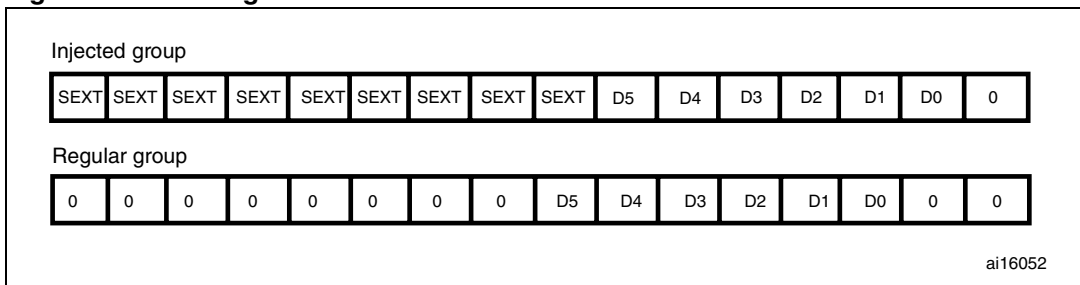 Injected group
SEXT SEXT SEXT SEXT SEXT SEXT SEXT SEXT SEXT D5 D4 D3 D2 D1 D0 0
Regular group
0 0 0 0 0 0 0 0 D5 D4 D3 D2 D1 D0 0 0
ai16052